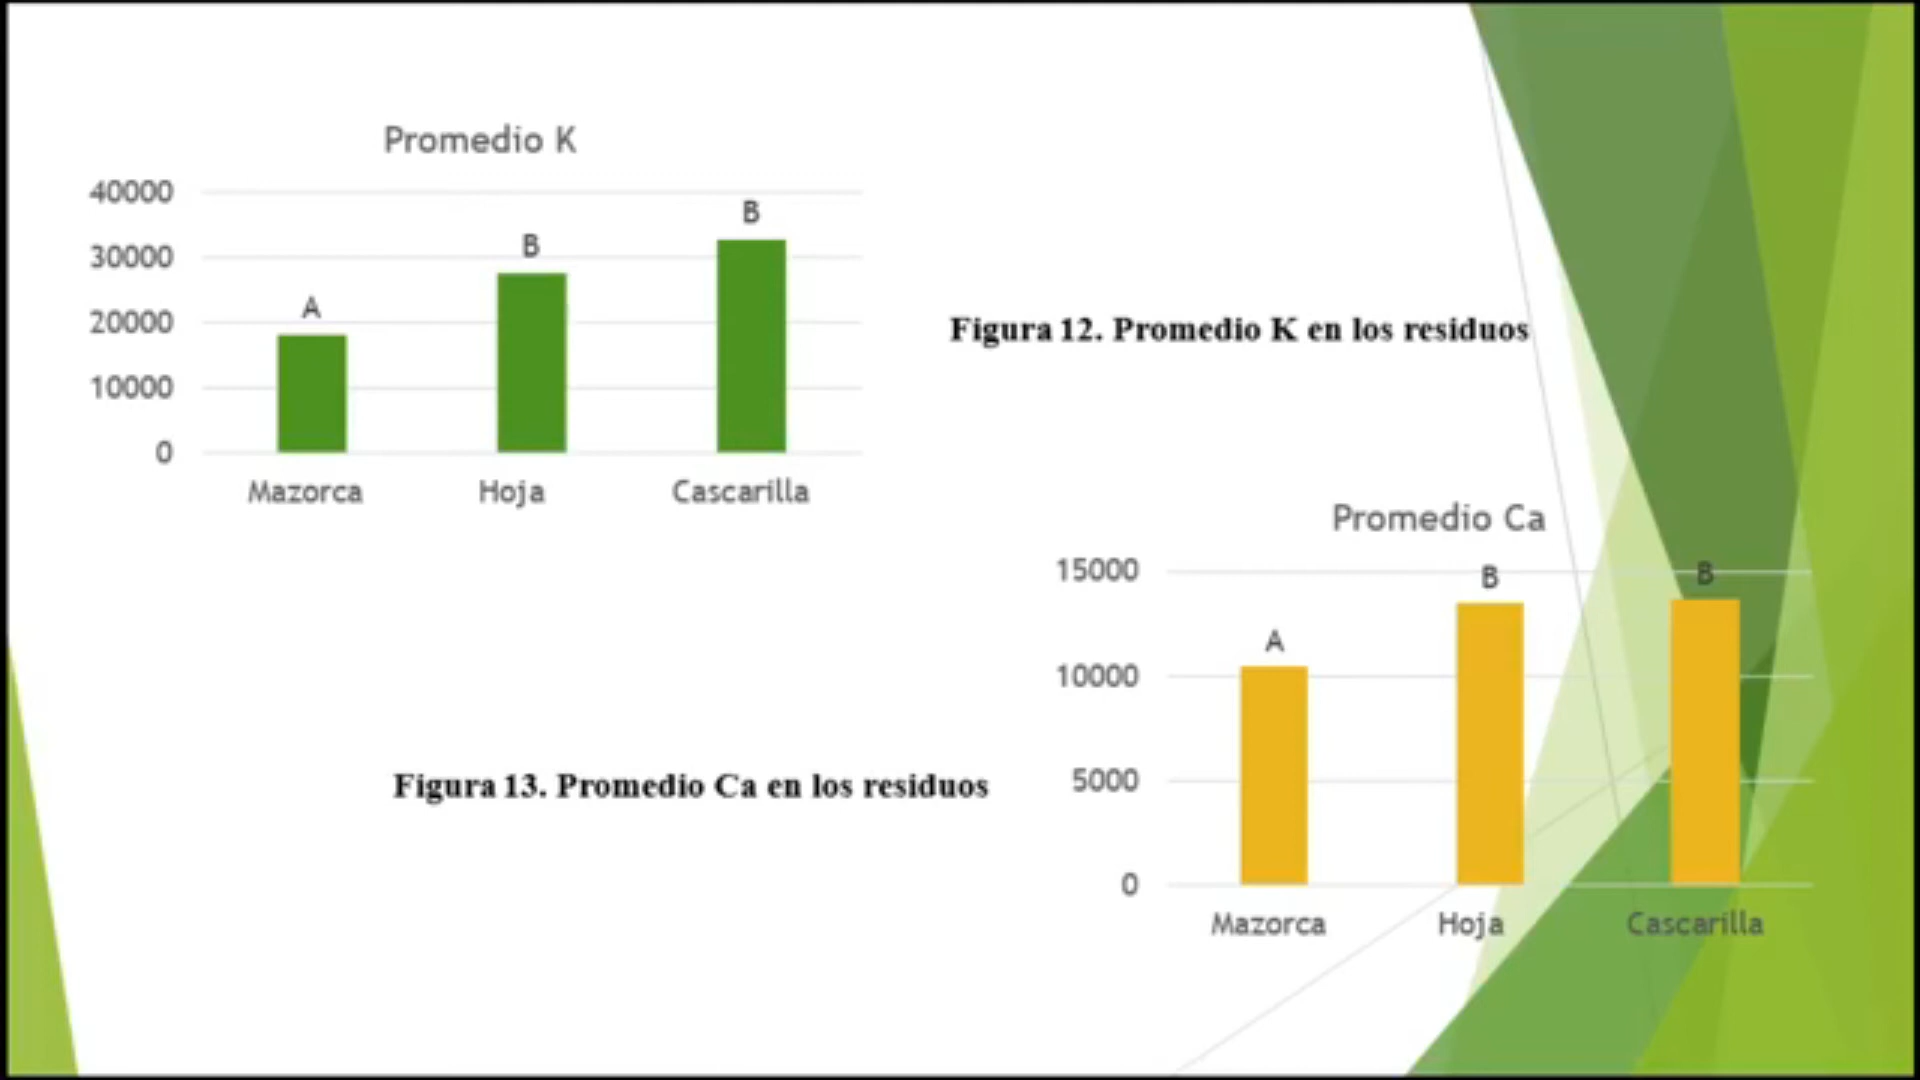 Promedio K
40000
B
30000
B
A
20000
10000
0
Mazorca Hoja Cascarilla
Figura 12. Promedio K en los residuos
Promedio Ca
15000
B B
A
10000
5000
0
Mazorca Hoja Cascarilla
Figura 13. Promedio Ca en los residuos